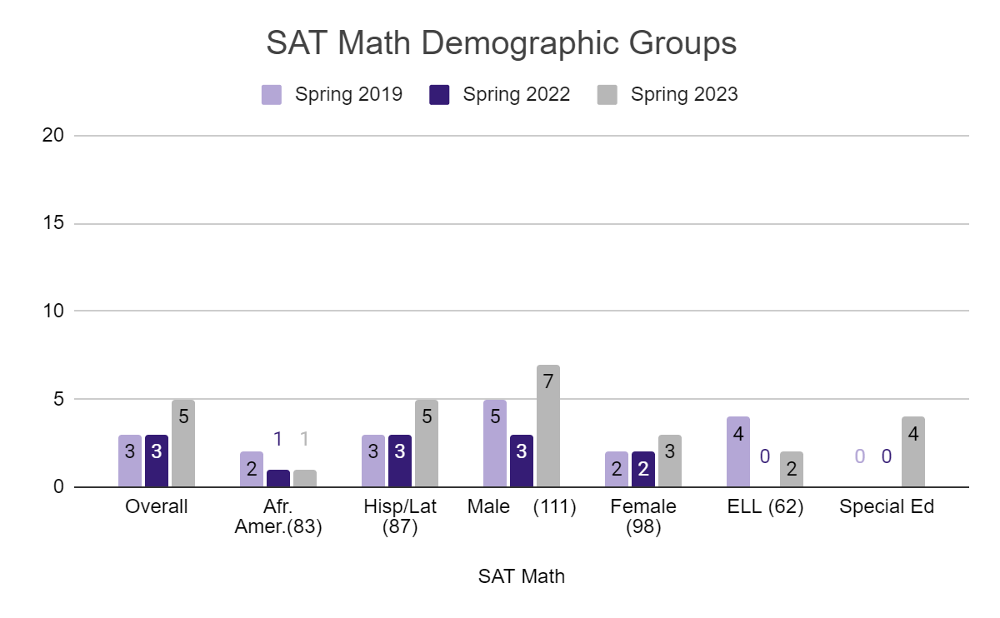 SAT Math Demographic Groups
Spring 2019 Spring 2022 Spring 2023
20
15
10
5
0
3 3 5
2 1 1
3 3 5
5 3 7
2 2 3
4 0 2
0 0 4
Overall
Afr.
Amer.(83)
Hisp/Lat
(87)
Male (111)
Female
(98)
ELL (62)
Special Ed
SAT Math